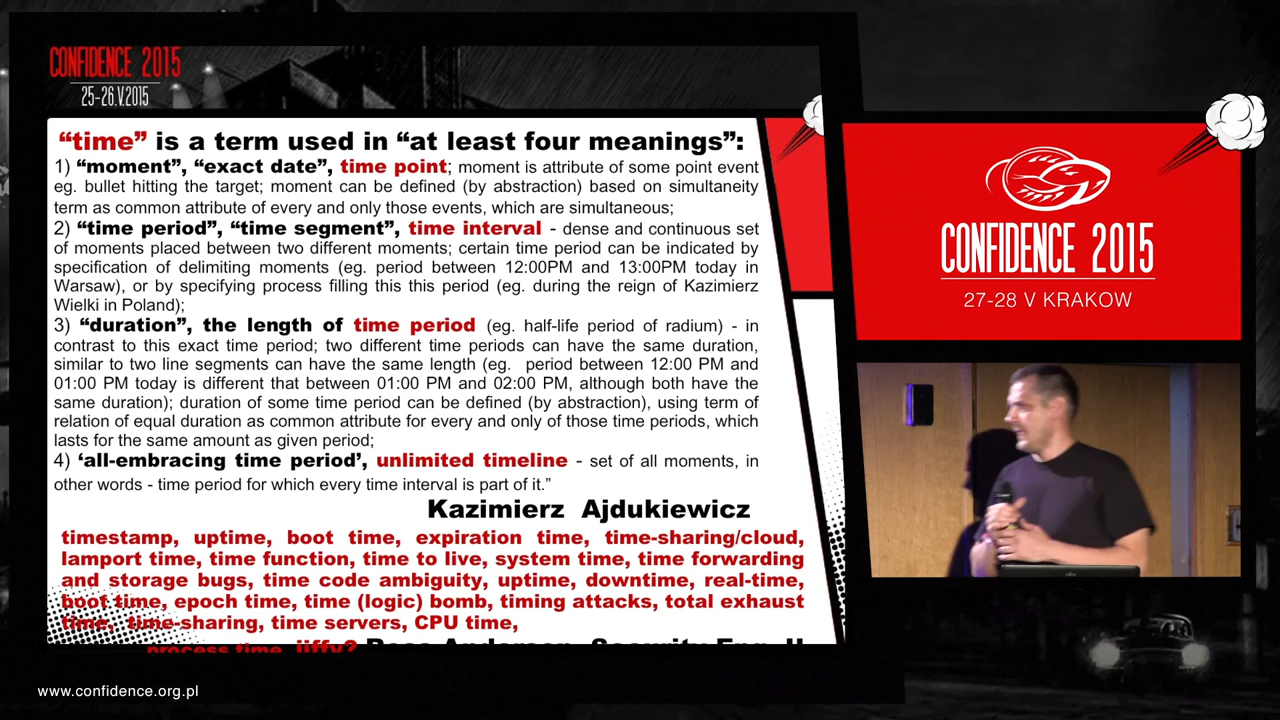 CONFIDENCE 2015
25-26.V.2015
“time” is a term used in “at least four meanings”:
1) “moment”, “exact date”, time point; moment is attribute of some point event
eg. bullet hitting the target; moment can be defined (by abstraction) based on simultaneity
term as common attribute of every and only those events, which are simultaneous;
2) “time period”, “time segment”, time interval - dense and continuous set
of moments placed between two different moments; certain time period can be indicated by
specification of delimiting moments (eg. period between 12:00PM and 13:00PM today in
Warsaw), or by specifying process filling this this period (eg. during the reign of Kazimierz
Wielki in Poland);
3) “duration”, the length of time period (eg. half-life period of radium) - in
contrast to this exact time period; two different time periods can have the same duration,
similar to two line segments can have the same length (eg. period between 12:00 PM and
01:00 PM today is different that between 01:00 PM and 02:00 PM, although both have the
same duration); duration of some time period can be defined (by abstraction), using term of
relation of equal duration as common attribute for every and only of those time periods, which
lasts for the same amount as given period;
4) ‘all-embracing time period’, unlimited timeline - set of all moments, in
other words - time period for which every time interval is part of it.”
Kazimierz Ajdukiewicz
timestamp, uptime, boot time, expiration time, time-sharing/cloud,
lamport time, time function, time to live, system time, time forwarding
and storage bugs, time code ambiguity, uptime, downtime, real-time,
boot time, epoch time, time (logic) bomb, timing attacks, total exhaust
time, time-sharing, time servers, CPU time,
process time, jiffy? Ross Anderson, Security Eng. II
CONFIDENCE 2015
27-28 V KRAKOW
www.confidence.org.pl